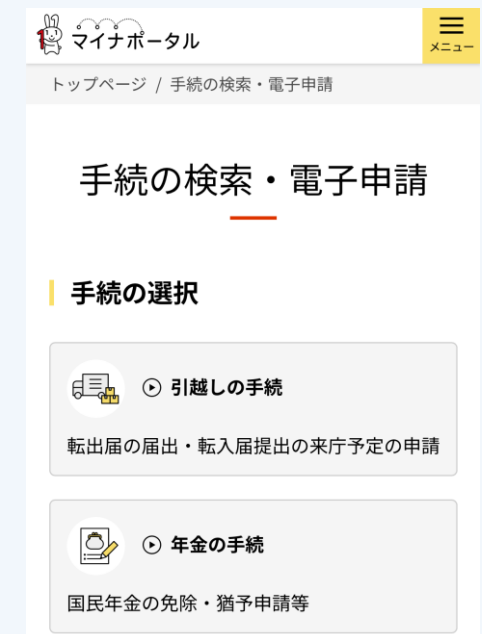 マイナポータル
メニュー
トップページ / 手続の検索・電子申請
手続の検索・電子申請
手続の選択
引越しの手続
転出届の届出・転入届提出の来庁予定の申請
年金の手続
国民年金の免除・猶予申請等